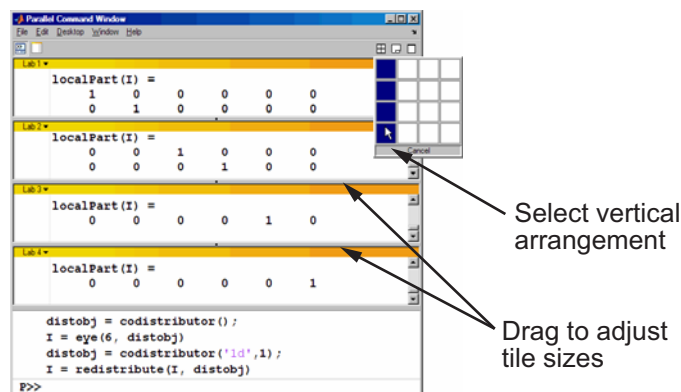 Parallel Command Window
File Edit Desktop Window Help
Lab 1
localPart(I) =
1 0 0 0 0 0
0 1 0 0 0 0
Lab 2
localPart(I) =
0 0 1 0 0 0
0 0 0 1 0 0
Lab 3
localPart(I) =
0 0 0 0 1 0
Lab 4
localPart(I) =
0 0 0 0 0 1
distobj = codistributor();
I = eye(6, distobj)
distobj = codistributor('1d',1);
I = redistribute(I, distobj)
P>>
Cancel
Select vertical
arrangement
Drag to adjust
tile sizes